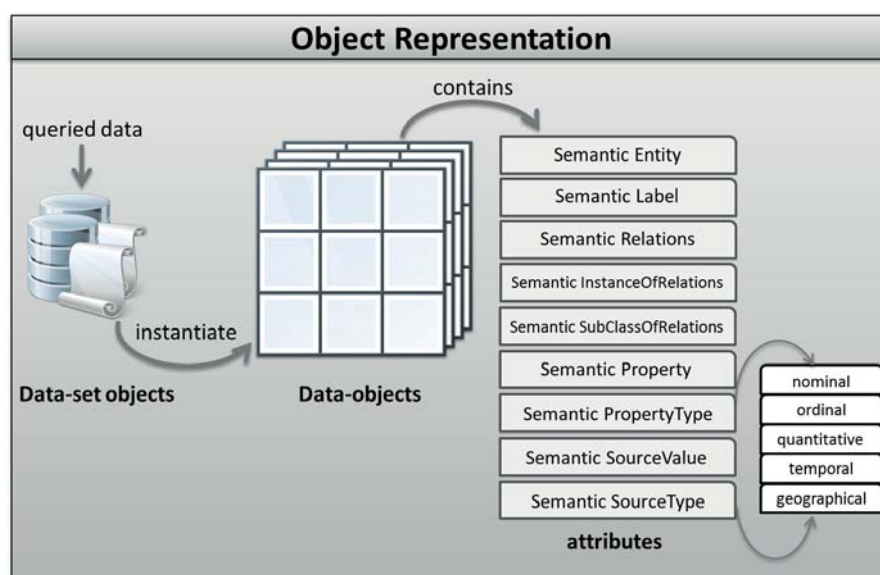 Object Representation
contains
queried data
Semantic Entity
Semantic Label
Semantic Relations
Semantic InstanceOfRelations
instantiate
Semantic SubClassOfRelations
Data-set objects
Data-objects
Semantic Property
Semantic PropertyType
Semantic SourceValue
Semantic SourceType
attributes
nominal
ordinal
quantitative
temporal
geographical